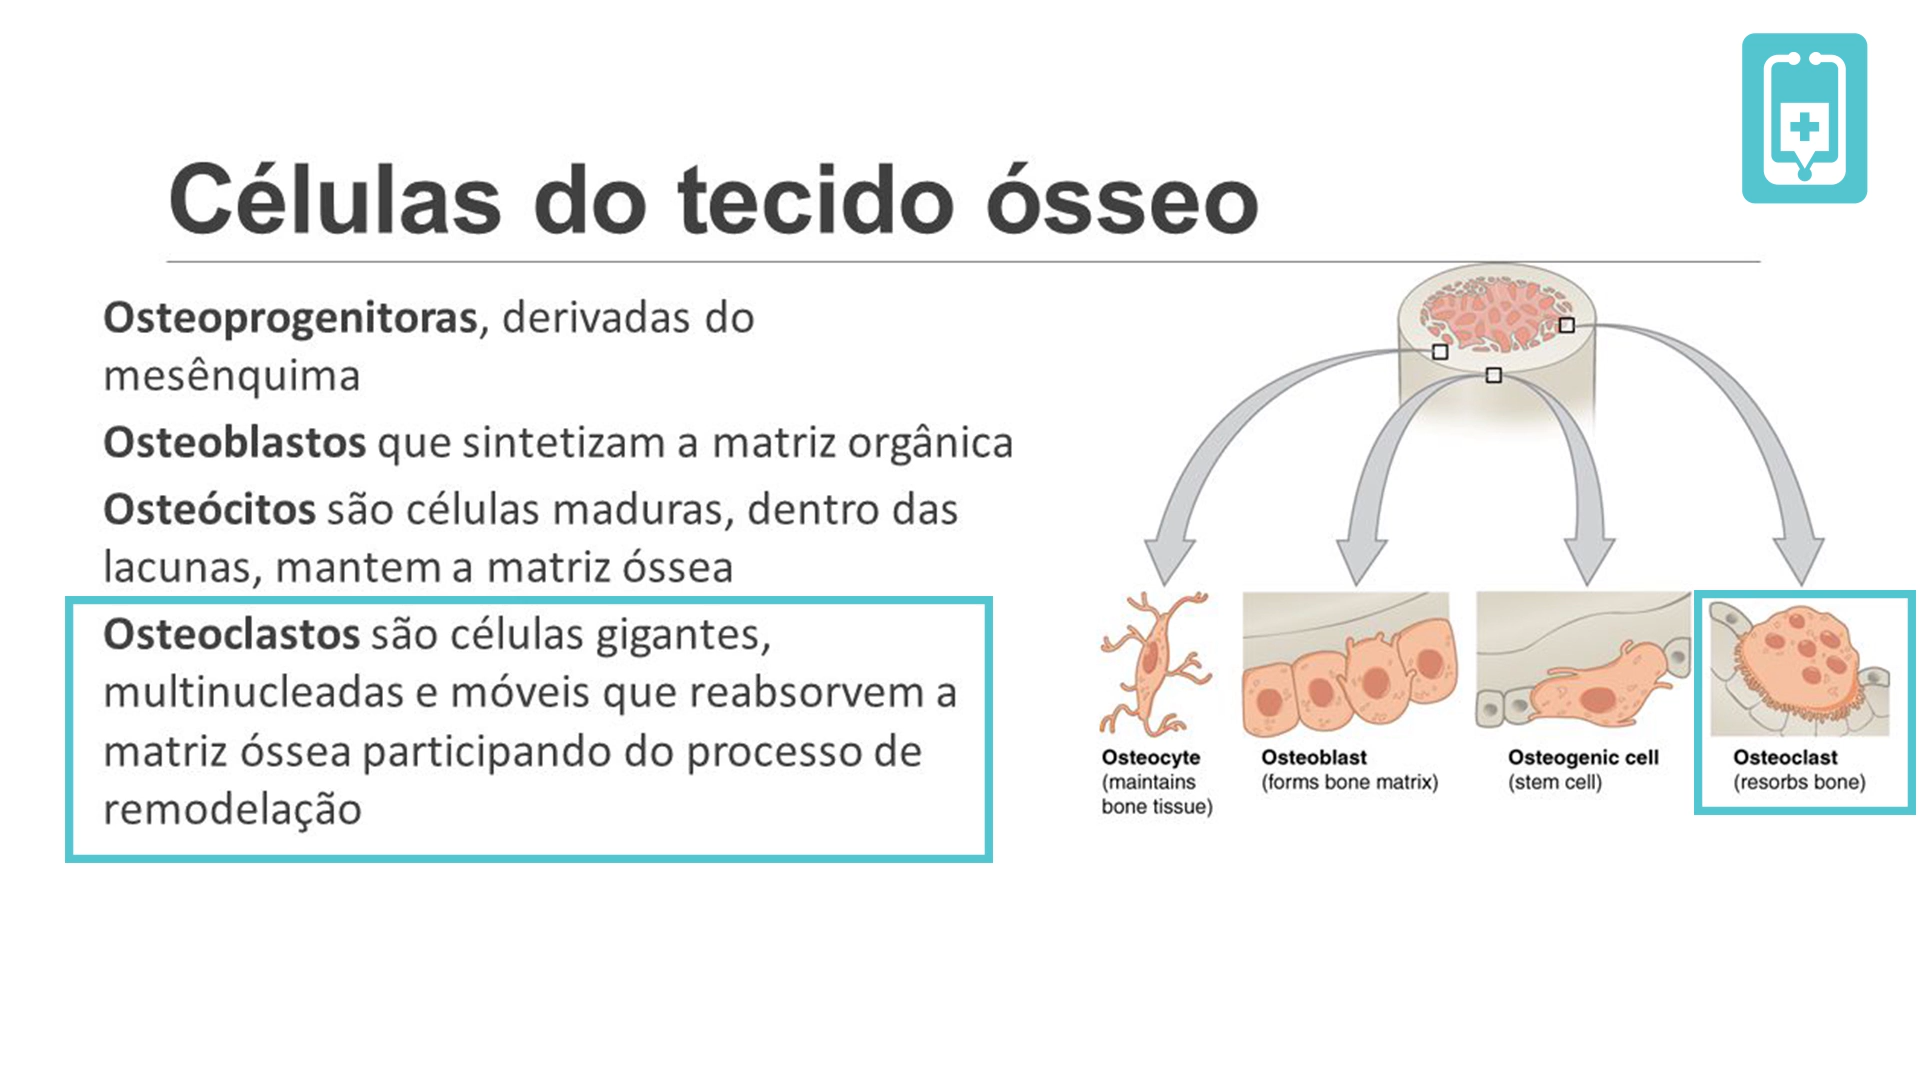 Células do tecido ósseo
Osteoprogenitoras, derivadas do
mesênquima
Osteoblastos que sintetizam a matriz orgânica
Osteócitos são células maduras, dentro das
lacunas, mantem a matriz óssea
Osteoclastos são células gigantes,
multinucleadas e móveis que reabsorvem a
matriz óssea participando do processo de
remodelação
Osteocyte
(maintains
bone tissue)
Osteoblast
(forms bone matrix)
Osteogenic cell
(stem cell)
Osteoclast
(resorbs bone)